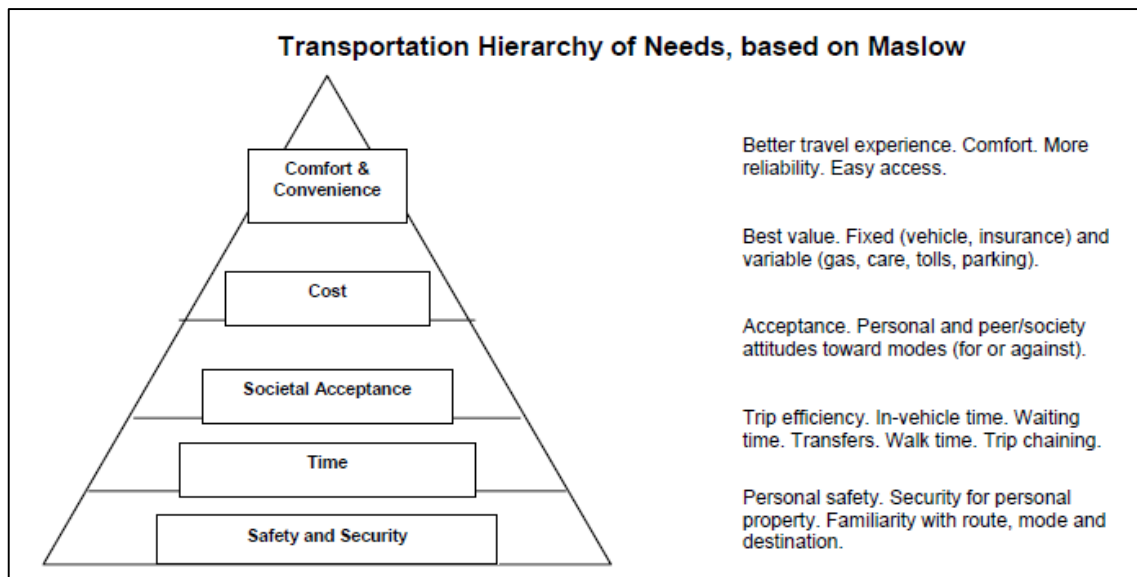 Transportation Hierarchy of Needs, based on Maslow
Comfort &
Convenience
Better travel experience. Comfort. More
reliability. Easy access.
Cost
Best value. Fixed (vehicle, insurance) and
variable (gas, care, tolls, parking).
Societal Acceptance
Acceptance. Personal and peer/society
attitudes toward modes (for or against).
Time
Trip efficiency. In-vehicle time. Waiting
time. Transfers. Walk time. Trip chaining.
Safety and Security
Personal safety. Security for personal
property. Familiarity with route, mode and
destination.